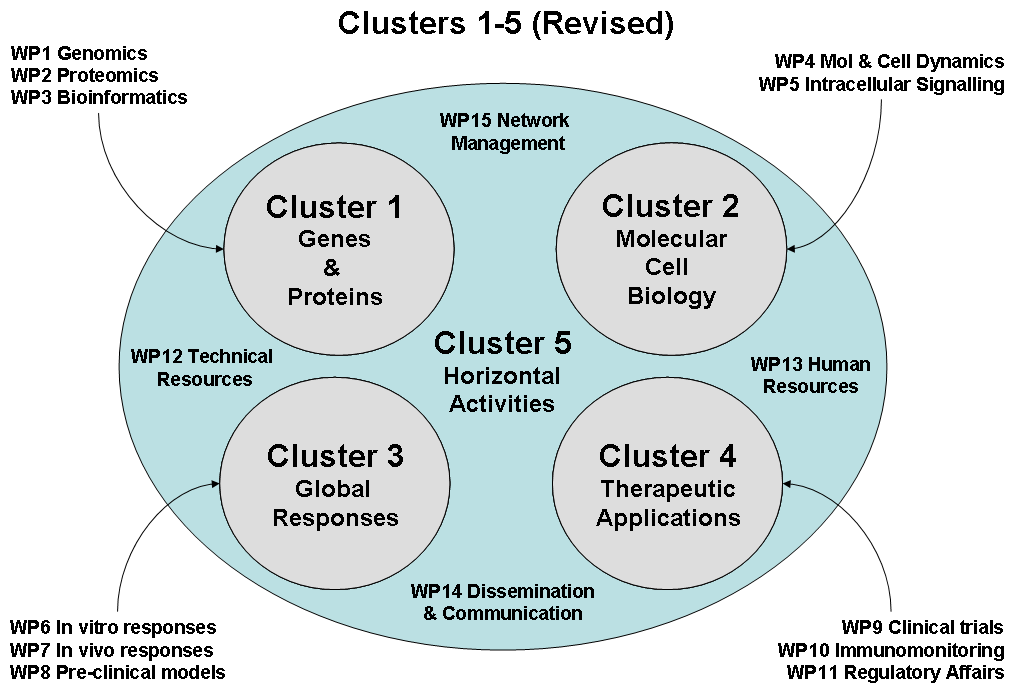 Clusters 1-5 (Revised)
WP1 Genomics
WP2 Proteomics
WP3 Bioinformatics
WP4 Mol & Cell Dynamics
WP5 Intracellular Signalling
WP15 Network
Management
Cluster 1
Genes
&
Proteins
Cluster 2
Molecular
Cell
Biology
WP12 Technical
Resources
Cluster 5
Horizontal
Activities
WP13 Human
Resources
Cluster 3
Global
Responses
Cluster 4
Therapeutic
Applications
WP14 Dissemination
& Communication
WP6 In vitro responses
WP7 In vivo responses
WP8 Pre-clinical models
WP9 Clinical trials
WP10 Immunomonitoring
WP11 Regulatory Affairs